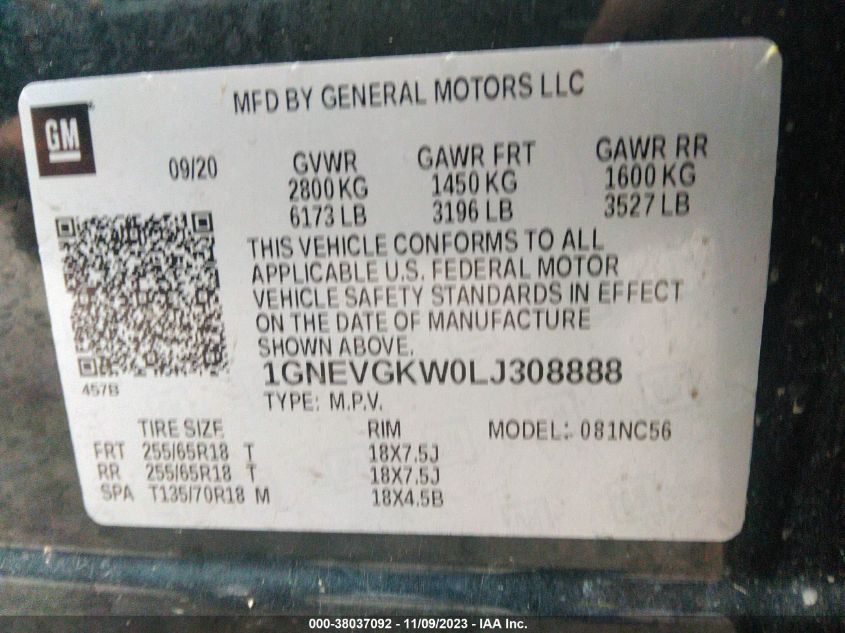 MFD BY GENERAL MOTORS LLC
GM
09/20 GVWR GAWR FRT GAWR RR
2800 KG 1450 KG 1600 KG
6173 LB 3196 LB 3527 LB
THIS VEHICLE CONFORMS TO ALL
APPLICABLE U.S. FEDERAL MOTOR
VEHICLE SAFETY STANDARDS IN EFFECT
ON THE DATE OF MANUFACTURE
SHOWN ABOVE.
457B
1GNEVGKW0LJ308888
TYPE: M.P.V.
TIRE SIZE RIM MODEL: 081NC56
FRT 255/65R18 T 18X7.5J
RR 255/65R18 T 18X7.5J
SPA T135/70R18 M 18X4.5B
000-38037092 - 11/09/2023 - IAA Inc.